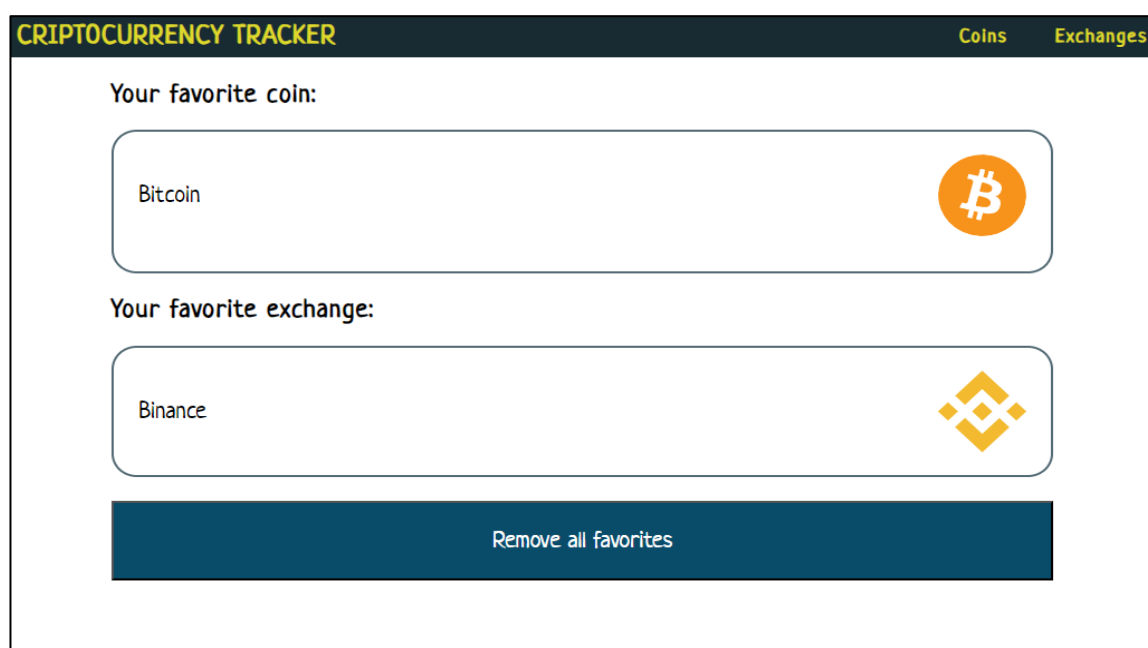 CRIPTOCURRENCY TRACKER Coins Exchanges
Your favorite coin:
Bitcoin
Your favorite exchange:
Binance
Remove all favorites